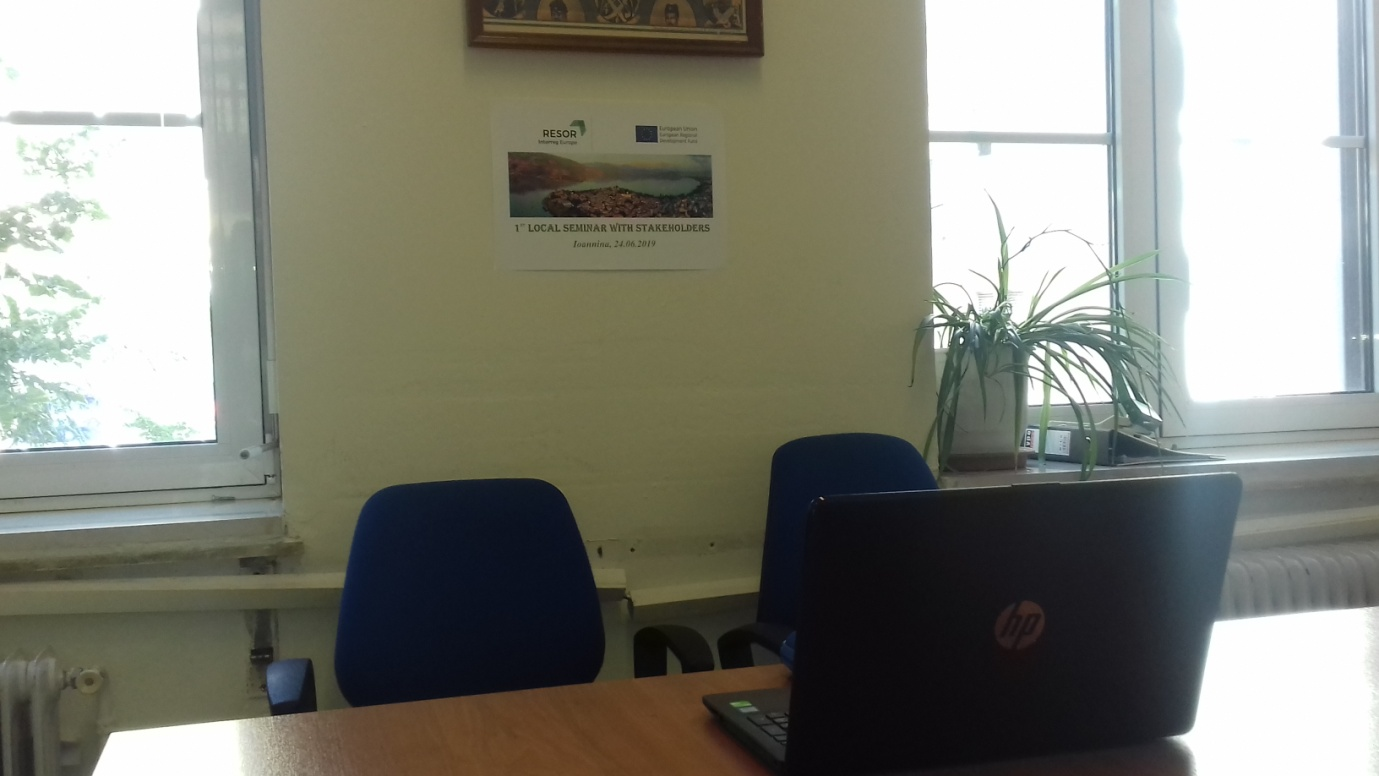 RESOR
Interreg Europe
European Union
European Regional
Development Fund
1ST LOCAL SEMINAR WITH STAKEHOLDERS
Ioannina, 24.06.2019
hp